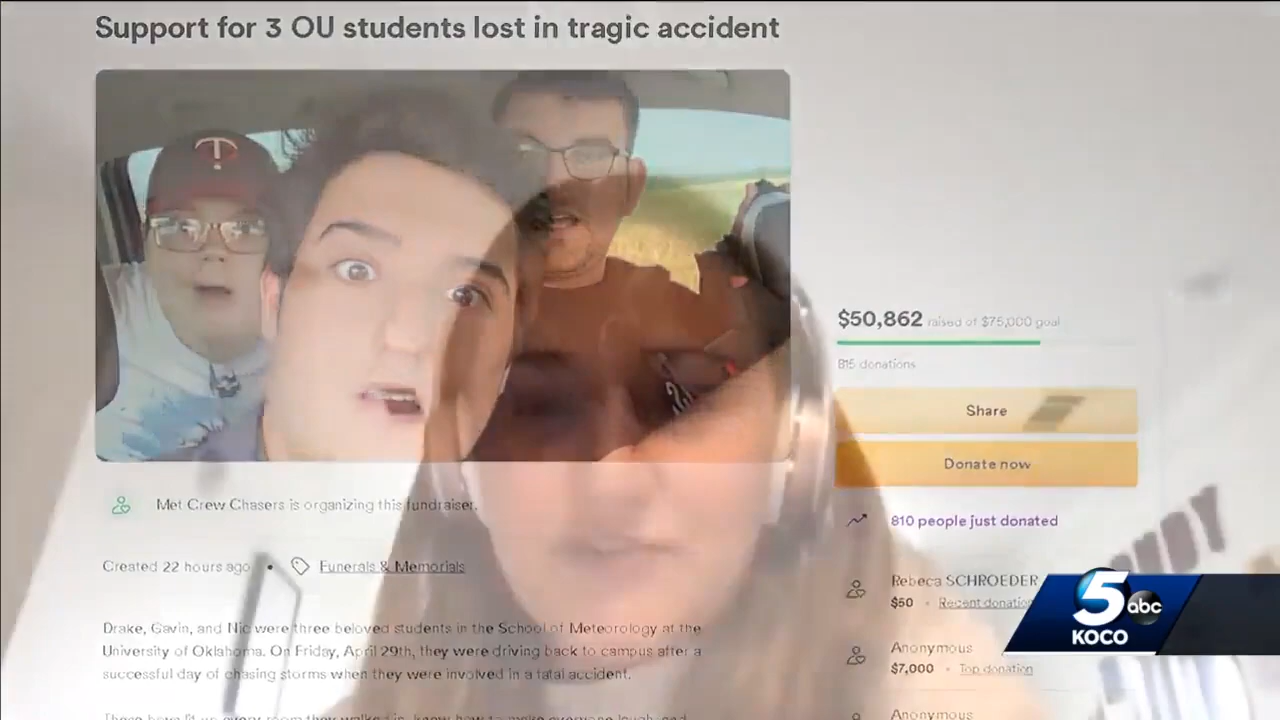 Support for 3 OU students lost in tragic accident
T
$50,862 raised of $75,000 goal
815 donations
Share
Donate now
Met Crew Chasers is organizing this fundraiser.
810 people just donated
Created 22 hours ago • Funerals & Memorials
Rebeca SCHROEDER
$50 • Recent donation
Drake, Gavin, and Nic were three beloved students in the School of Meteorology at the
University of Oklahoma. On Friday, April 29th, they were driving back to campus after a
successful day of chasing storms when they were involved in a fatal accident.
Anonymous
$7,000 • Top donation
Anonymous
5 abc
KOCO